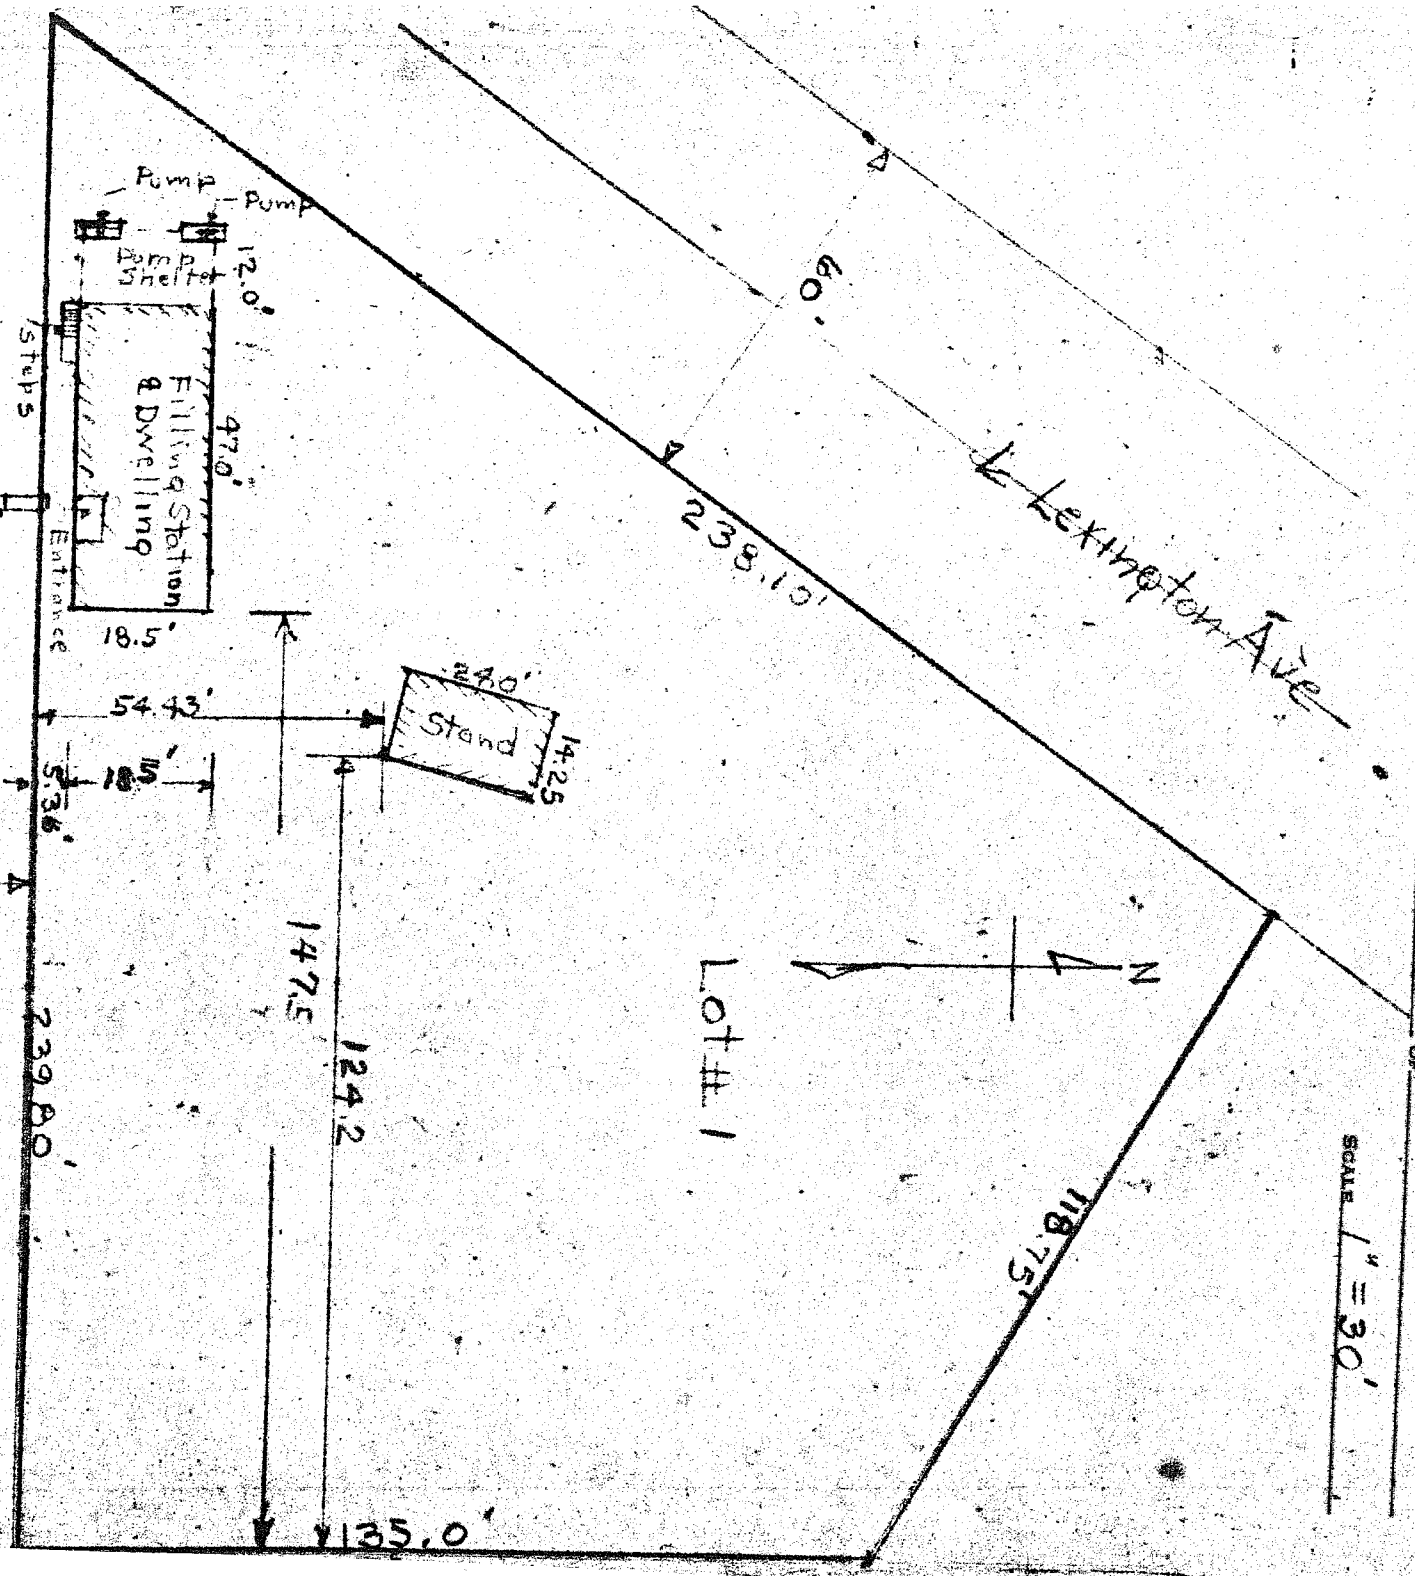 Pump
Pump
Pump
Shelter
12.0'
steps
Filling Station
& Dwelling
47.0'
Entrance
18.5'
54.43'
5.36'
24.0'
Stand
14.25
60'
238.10'
Lexington Ave
N
Lot # 1
147.5
124.2
239.80'
118.75'
135.0'
SCALE 1" = 30'